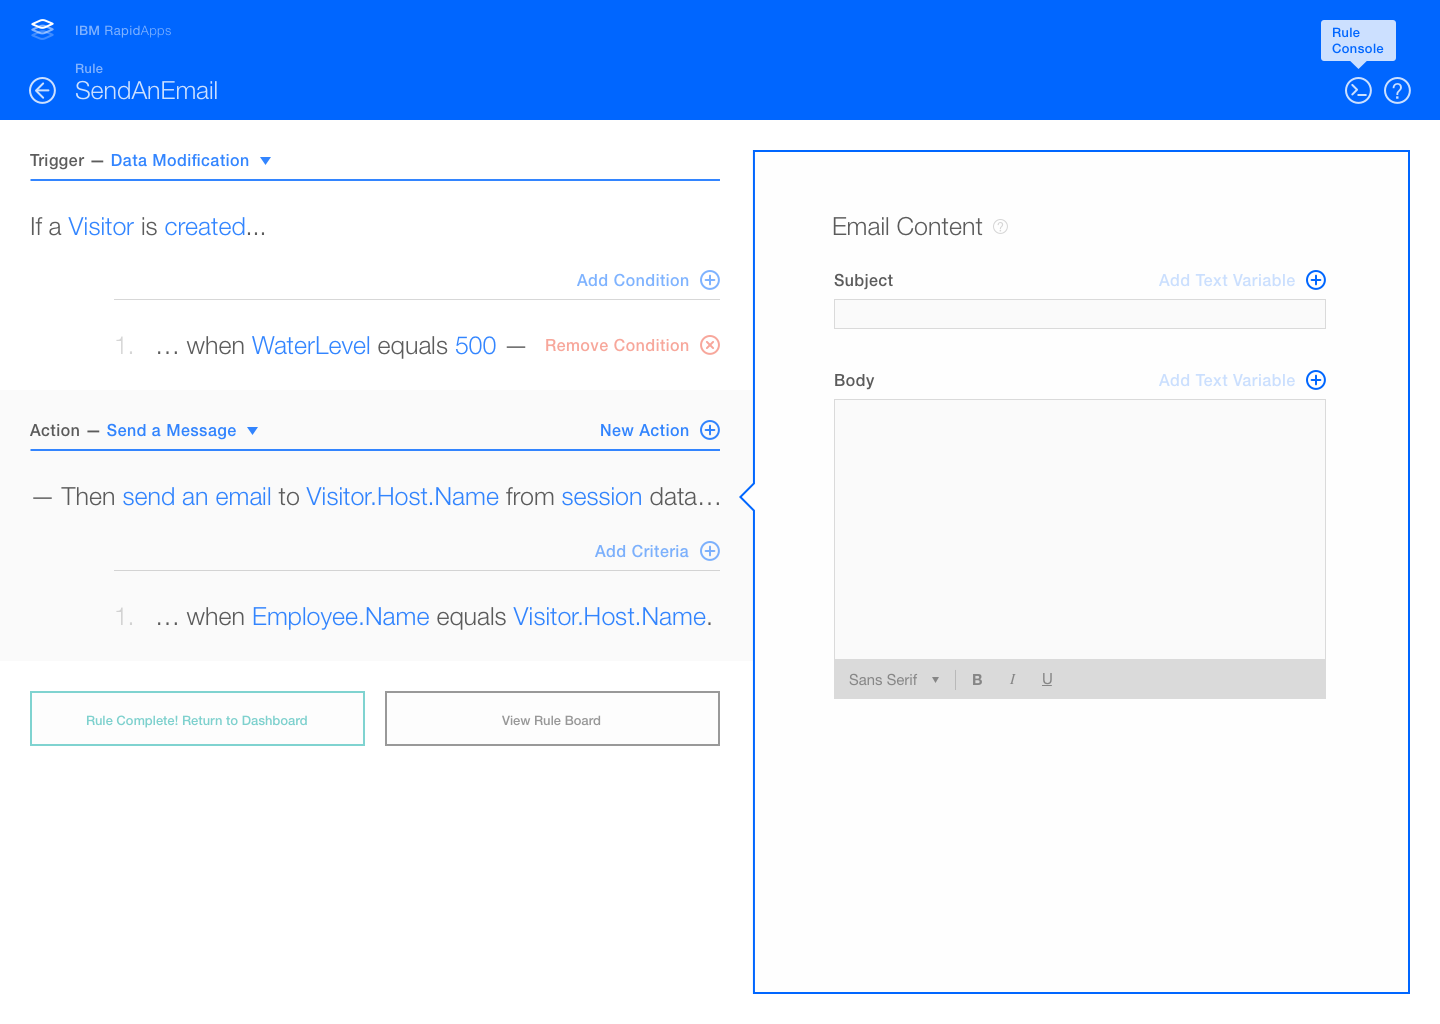 IBM RapidApps
Rule
Console
Rule
SendAnEmail
Trigger — Data Modification
If a Visitor is created...
Add Condition
1. … when WaterLevel equals 500 — Remove Condition
Action — Send a Message New Action
— Then send an email to Visitor.Host.Name from session data…
Add Criteria
1. … when Employee.Name equals Visitor.Host.Name.
Rule Complete! Return to Dashboard
View Rule Board
Email Content ?
Subject Add Text Variable
Body Add Text Variable
Sans Serif B I U